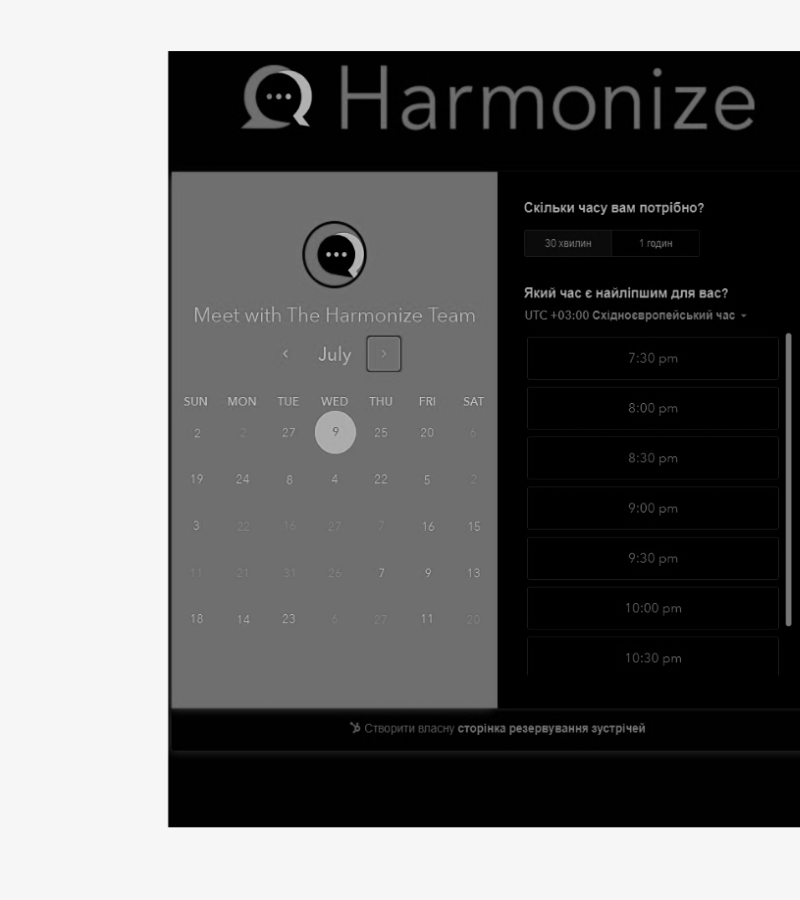 Harmonize
Meet with The Harmonize Team
July
SUN MON TUE WED THU FRI SAT
2 2 27 9 25 20 6
19 24 8 4 22 5 2
3 22 16 27 7 16 15
11 21 31 26 7 9 13
18 14 23 6 27 11 20
Скільки часу вам потрібно?
30 хвилин 1 годин
Який час є найліпшим для вас?
UTC +03:00 Східноєвропейський час
7:30 pm
8:00 pm
8:30 pm
9:00 pm
9:30 pm
10:00 pm
10:30 pm
Створити власну сторінка резервування зустрічей